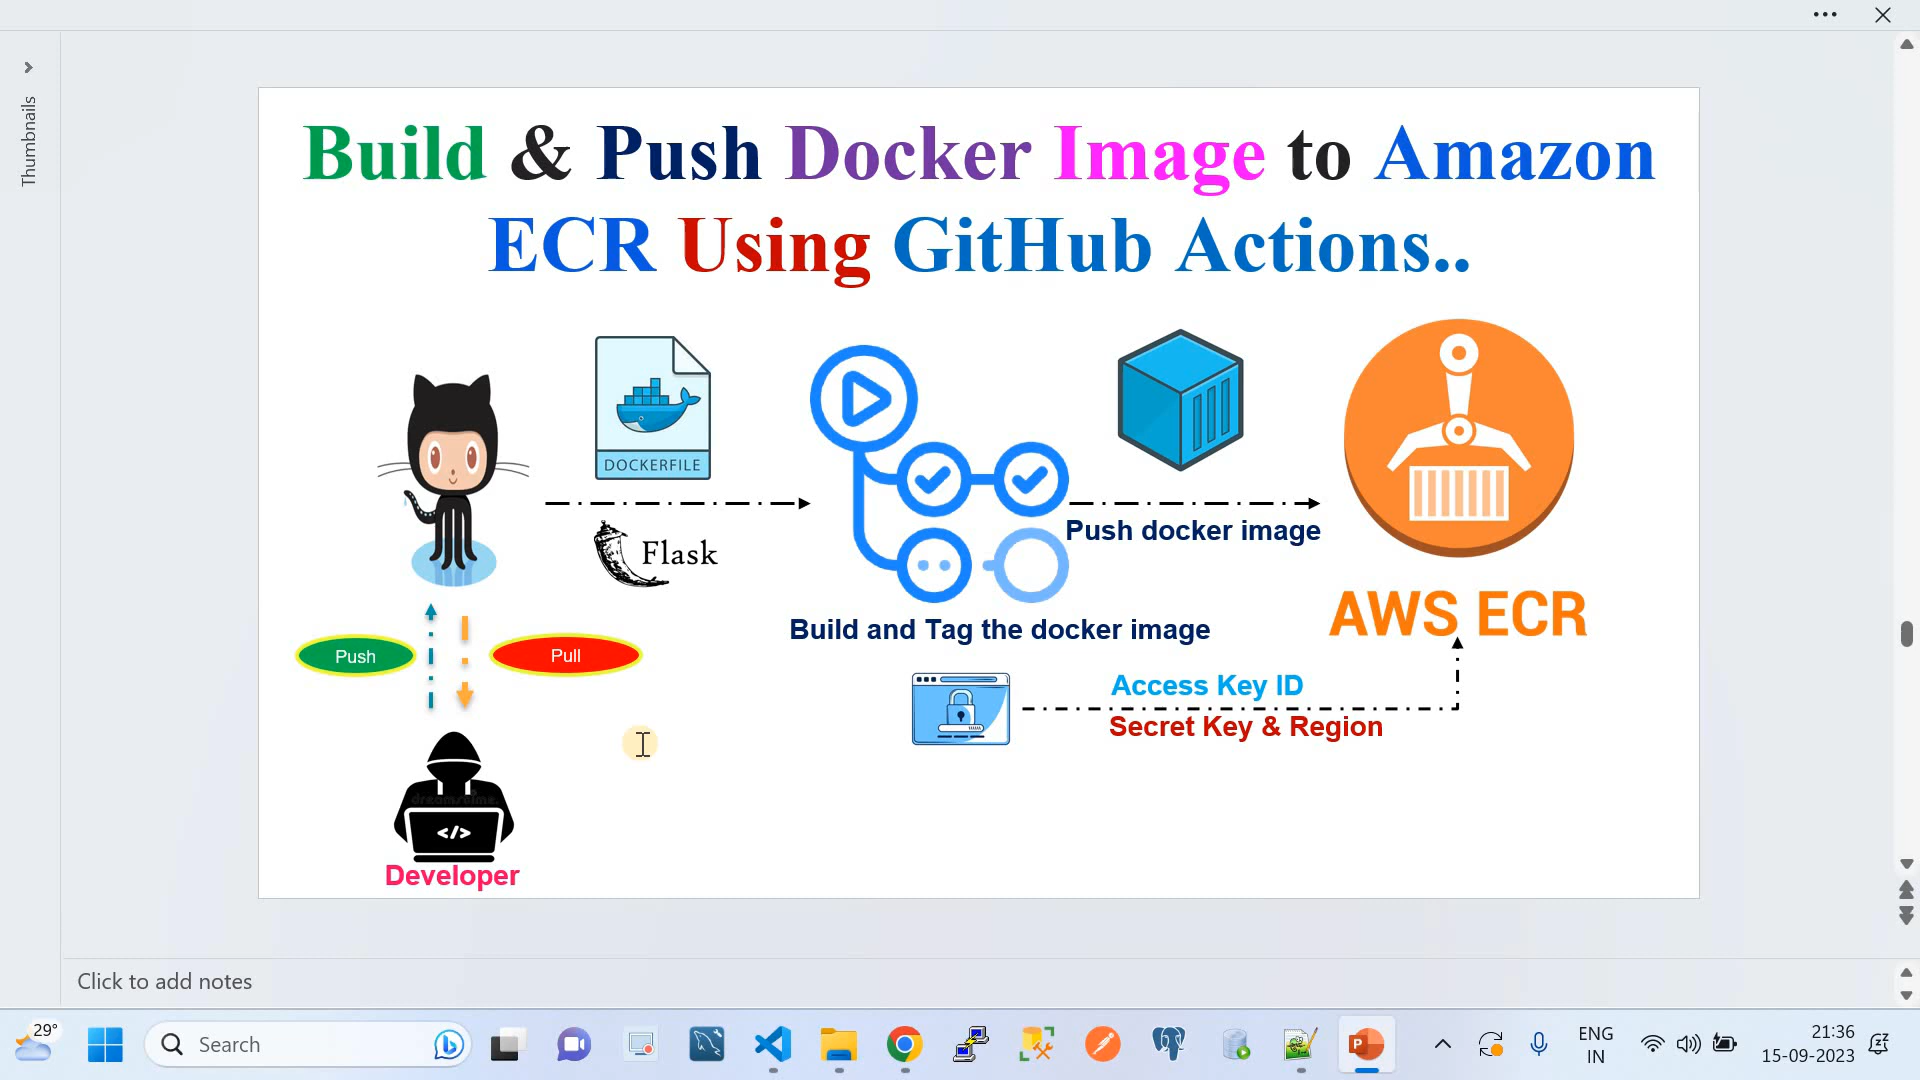 Thumbnails
Build & Push Docker Image to Amazon
ECR Using GitHub Actions..
DOCKERFILE
Flask
Push docker image
Build and Tag the docker image
AWS ECR
Push
Pull
Access Key ID
Secret Key & Region
dreamstime.
</>
Developer
Click to add notes
29°
Search
P
ENG
IN
21:36
15-09-2023